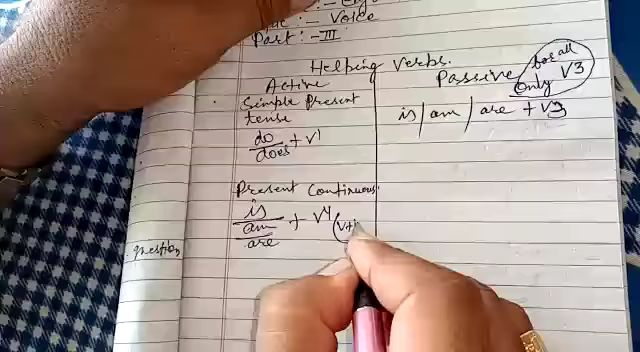 :- Voice
Part :- III
Helping Verbs.
Active
Passive
for all
Only V3
Simple Present
tense
is/am/are + V3
do
does + V1
Present Continuous
is
am
are + V4 (V+i
question